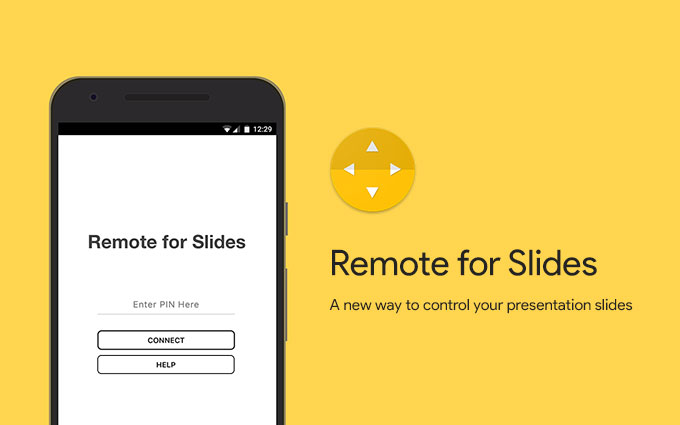 12:29
Remote for Slides
Enter PIN Here
CONNECT
HELP
Remote for Slides
A new way to control your presentation slides